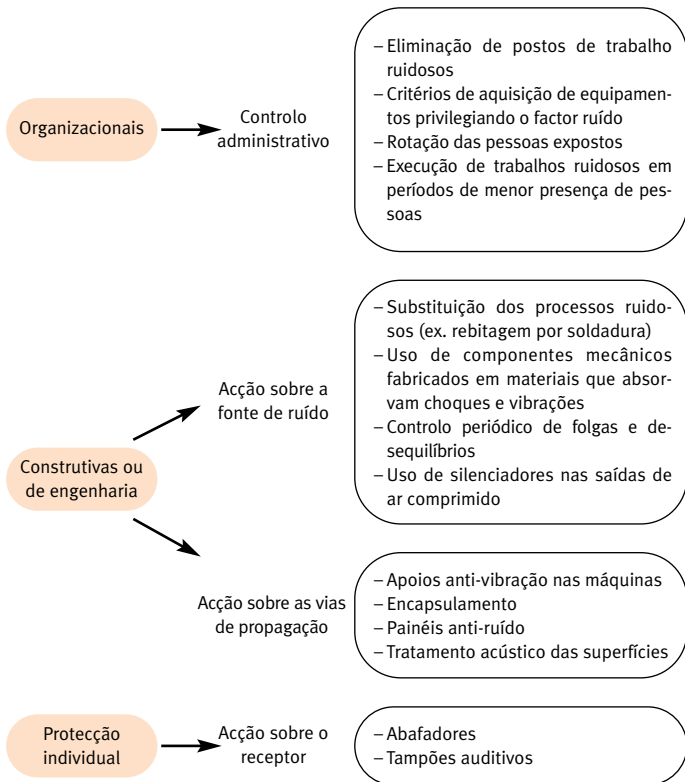 Organizacionais
Controlo
administrativo
– Eliminação de postos de trabalho
ruidosos
– Critérios de aquisição de equipamen-
tos privilegiando o factor ruído
– Rotação das pessoas expostos
– Execução de trabalhos ruidosos em
períodos de menor presença de pes-
soas
Construtivas ou
de engenharia
Acção sobre a
fonte de ruído
– Substituição dos processos ruido-
sos (ex. rebitagem por soldadura)
– Uso de componentes mecânicos
fabricados em materiais que absor-
vam choques e vibrações
– Controlo periódico de folgas e de-
sequilíbrios
– Uso de silenciadores nas saídas de
ar comprimido
Acção sobre as vias
de propagação
– Apoios anti-vibração nas máquinas
– Encapsulamento
– Painéis anti-ruído
– Tratamento acústico das superfícies
Protecção
individual
Acção sobre o
receptor
– Abafadores
– Tampões auditivos